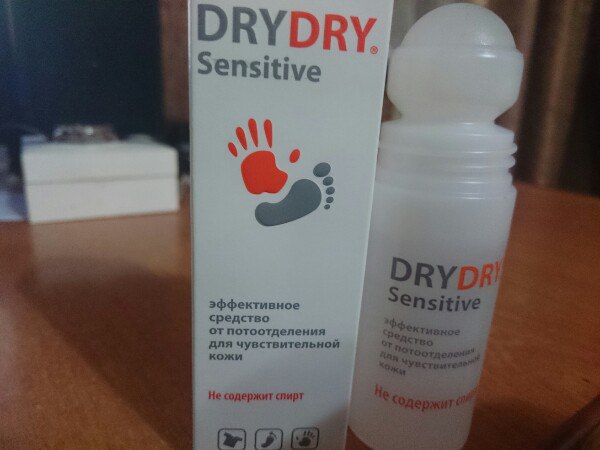 DRYDRY®
Sensitive
эффективное
средство
от потоотделения
для чувствительной
кожи
Не содержит спирт
DRYDRY
Sensitive
эффективное
средство
от потоотделения
для чувствительной
кожи
Не содержит спирт